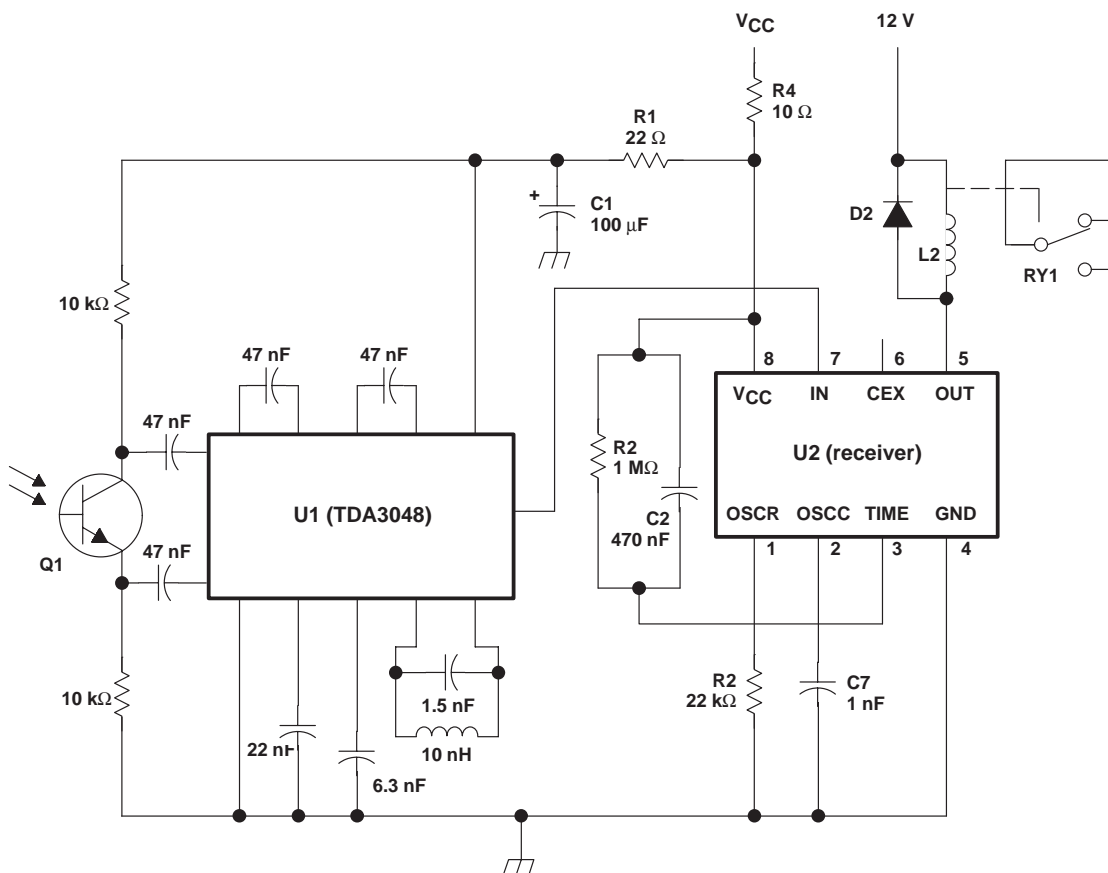 VCC
12 V
R4
10 Ω
R1
22 Ω
+
C1
100 μF
D2
L2
RY1
10 kΩ
47 nF
47 nF
47 nF
8
7
6
5
VCC
IN
CEX
OUT
R2
1 MΩ
U2 (receiver)
U1 (TDA3048)
C2
470 nF
OSCR
OSCC
TIME
GND
1
2
3
4
Q1
47 nF
10 kΩ
R2
22 kΩ
C7
1 nF
1.5 nF
22 nF
10 nH
6.3 nF